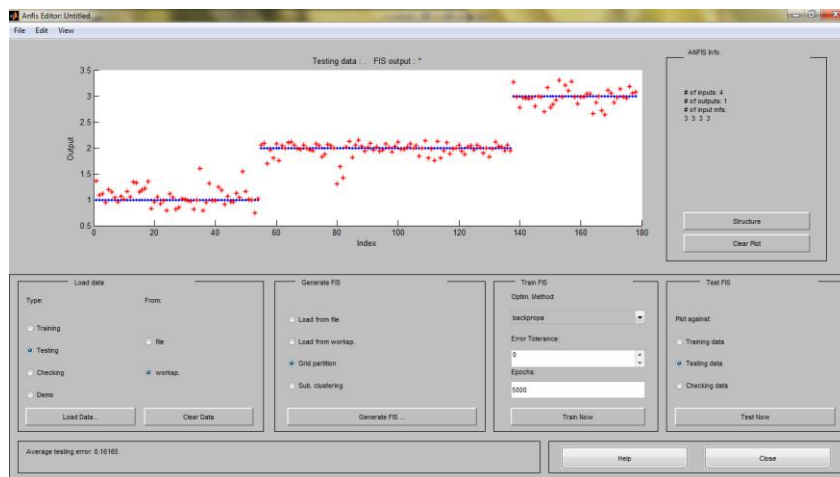 Anfis Editor: Untitled
File Edit View
Testing data : . FIS output : *
3.5
3
2.5
2
1.5
1
0.5
Output
0 20 40 60 80 100 120 140 160 180
Index
ANFIS Info.
# of inputs: 4
# of outputs: 1
# of input mfs:
3 3 3 3
Structure
Clear Plot
Load data
Type:
From:
Training
Testing
Checking
Demo
file
worksp.
Load Data...
Clear Data
Generate FIS
Load from file
Load from worksp.
Grid partition
Sub. clustering
Generate FIS ...
Train FIS
Optim. Method:
backpropa
Error Tolerance:
0
Epochs:
5000
Train Now
Test FIS
Plot against:
Training data
Testing data
Checking data
Test Now
Average testing error: 0.16165
Help
Close